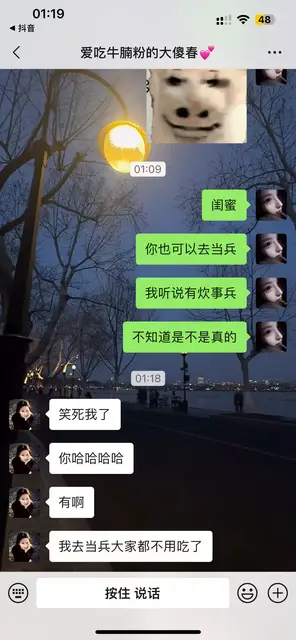 01:19
48
抖音
爱吃牛腩粉的大傻春💕
01:09
闺蜜
你也可以去当兵
我听说有炊事兵
不知道是不是真的
01:18
笑死我了
你哈哈哈哈
有啊
我去当兵大家都不用吃了
按住 说话